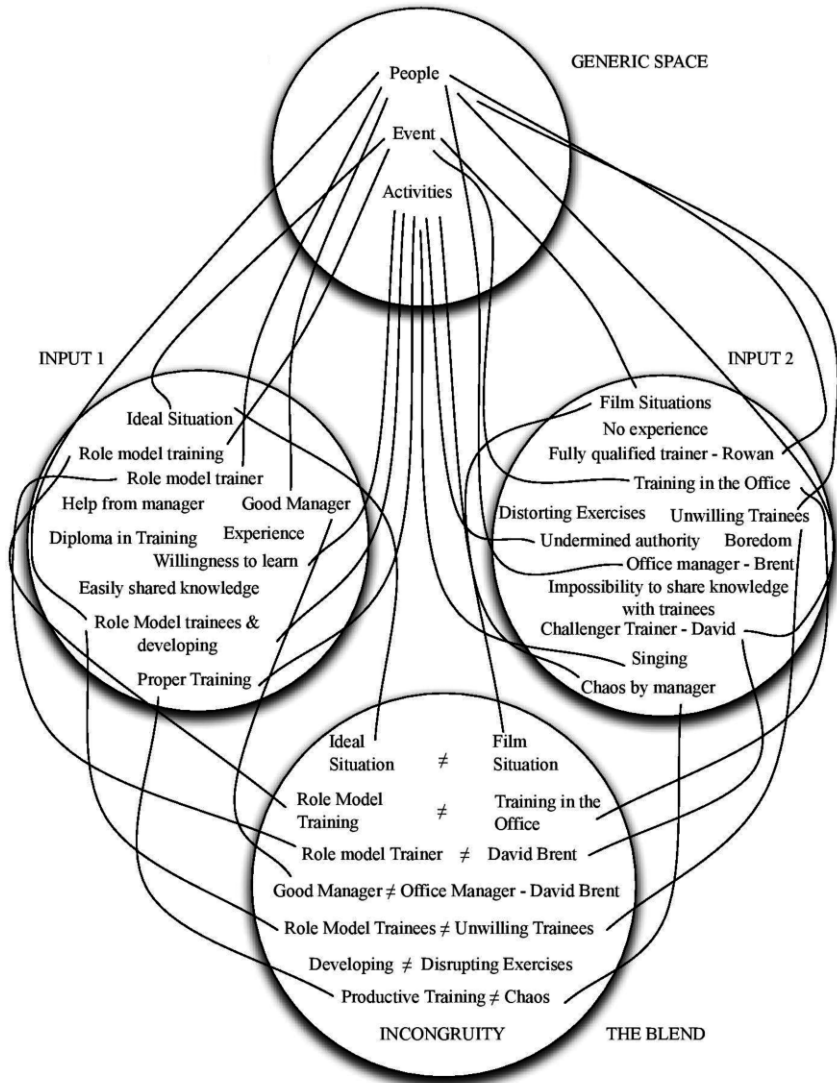 GENERIC SPACE
People
Event
Activities
INPUT 1
Ideal Situation
Role model training
Role model trainer
Help from manager
Good Manager
Diploma in Training
Experience
Willingness to learn
Easily shared knowledge
Role Model trainees &
developing
Proper Training
INPUT 2
Film Situations
No experience
Fully qualified trainer - Rowan
Training in the Office
Distorting Exercises
Unwilling Trainees
Undermined authority
Boredom
Office manager - Brent
Impossibility to share knowledge
with trainees
Challenger Trainer - David
Singing
Chaos by manager
Ideal
Situation
≠
Film
Situation
Role Model
Training
≠
Training in the
Office
Role model Trainer ≠ David Brent
Good Manager ≠ Office Manager - David Brent
Role Model Trainees ≠ Unwilling Trainees
Developing ≠ Disrupting Exercises
Productive Training ≠ Chaos
INCONGRUITY
THE BLEND